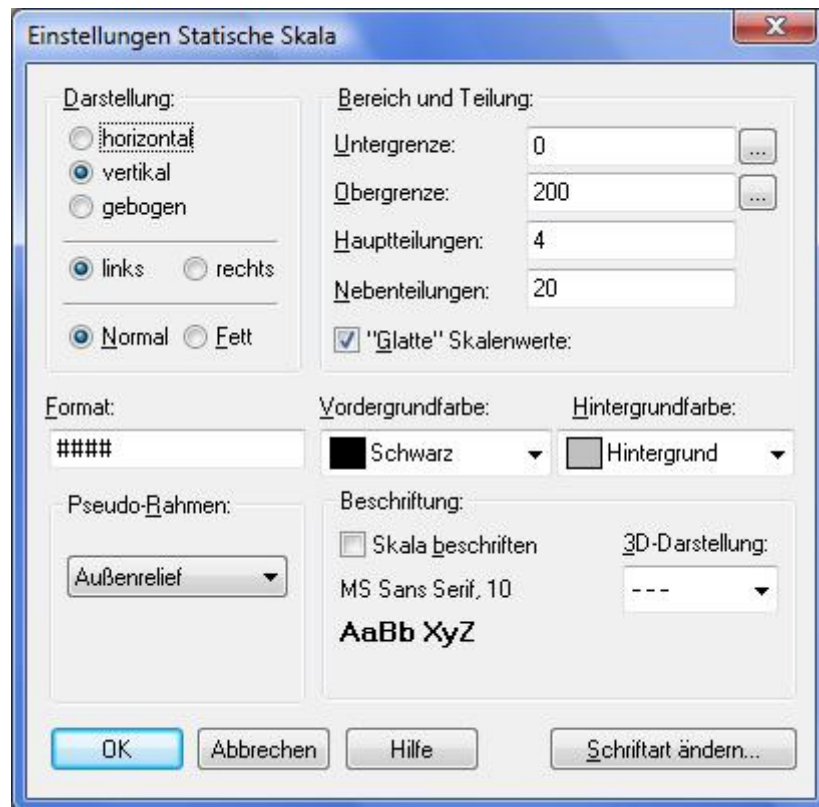 Einstellungen Statische Skala
Darstellung:
horizontal
vertikal
gebogen
links rechts
Normal Fett
Bereich und Teilung:
Untergrenze: 0 ...
Obergrenze: 200 ...
Hauptteilungen: 4
Nebenteilungen: 20
"Glatte" Skalenwerte:
Format:
####
Vordergrundfarbe:
Schwarz
Hintergrundfarbe:
Hintergrund
Pseudo-Rahmen:
Außenrelief
Beschriftung:
Skala beschriften
MS Sans Serif, 10
AaBb XyZ
3D-Darstellung:
---
OK Abbrechen Hilfe Schriftart ändern...